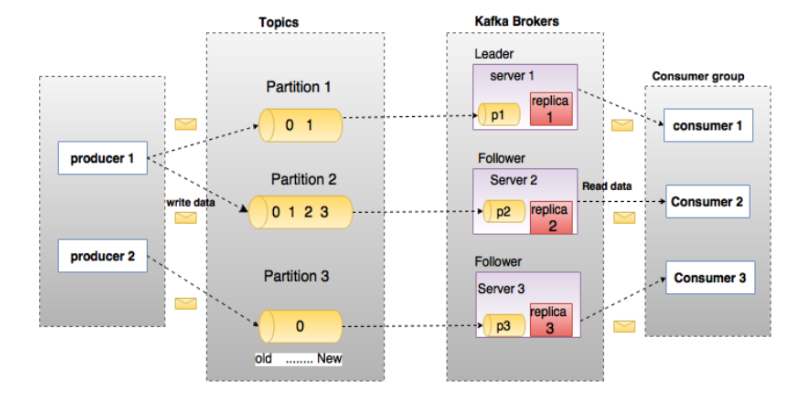 Topics
Kafka Brokers
Leader
server 1
Consumer group
Partition 1
replica
1
p1
0 1
consumer 1
producer 1
Follower
Partition 2
Server 2
Read data
write data
0 1 2 3
p2
replica
2
Consumer 2
producer 2
Follower
Partition 3
Server 3
Consumer 3
replica
3
p3
0
old ........ New